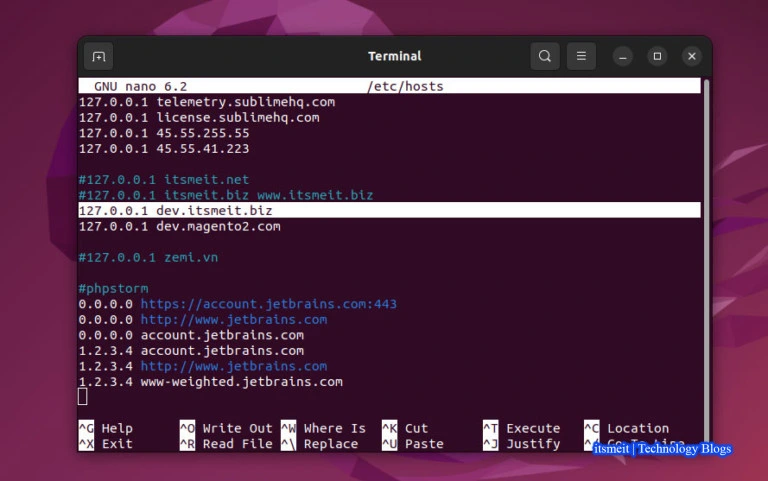 Terminal
GNU nano 6.2 /etc/hosts
127.0.0.1 telemetry.sublimehq.com
127.0.0.1 license.sublimehq.com
127.0.0.1 45.55.255.55
127.0.0.1 45.55.41.223
#127.0.0.1 itsmeit.net
#127.0.0.1 itsmeit.biz www.itsmeit.biz
127.0.0.1 dev.itsmeit.biz
127.0.0.1 dev.magento2.com
#127.0.0.1 zemi.vn
#phpstorm
0.0.0.0 https://account.jetbrains.com:443
0.0.0.0 http://www.jetbrains.com
0.0.0.0 account.jetbrains.com
1.2.3.4 account.jetbrains.com
1.2.3.4 http://www.jetbrains.com
1.2.3.4 www-weighted.jetbrains.com
^G Help ^O Write Out ^W Where Is ^K Cut ^T Execute ^C Location
^X Exit ^R Read File ^\ Replace ^U Paste ^J Justify ^/ Go To Line
itsmeit | Technology Blogs